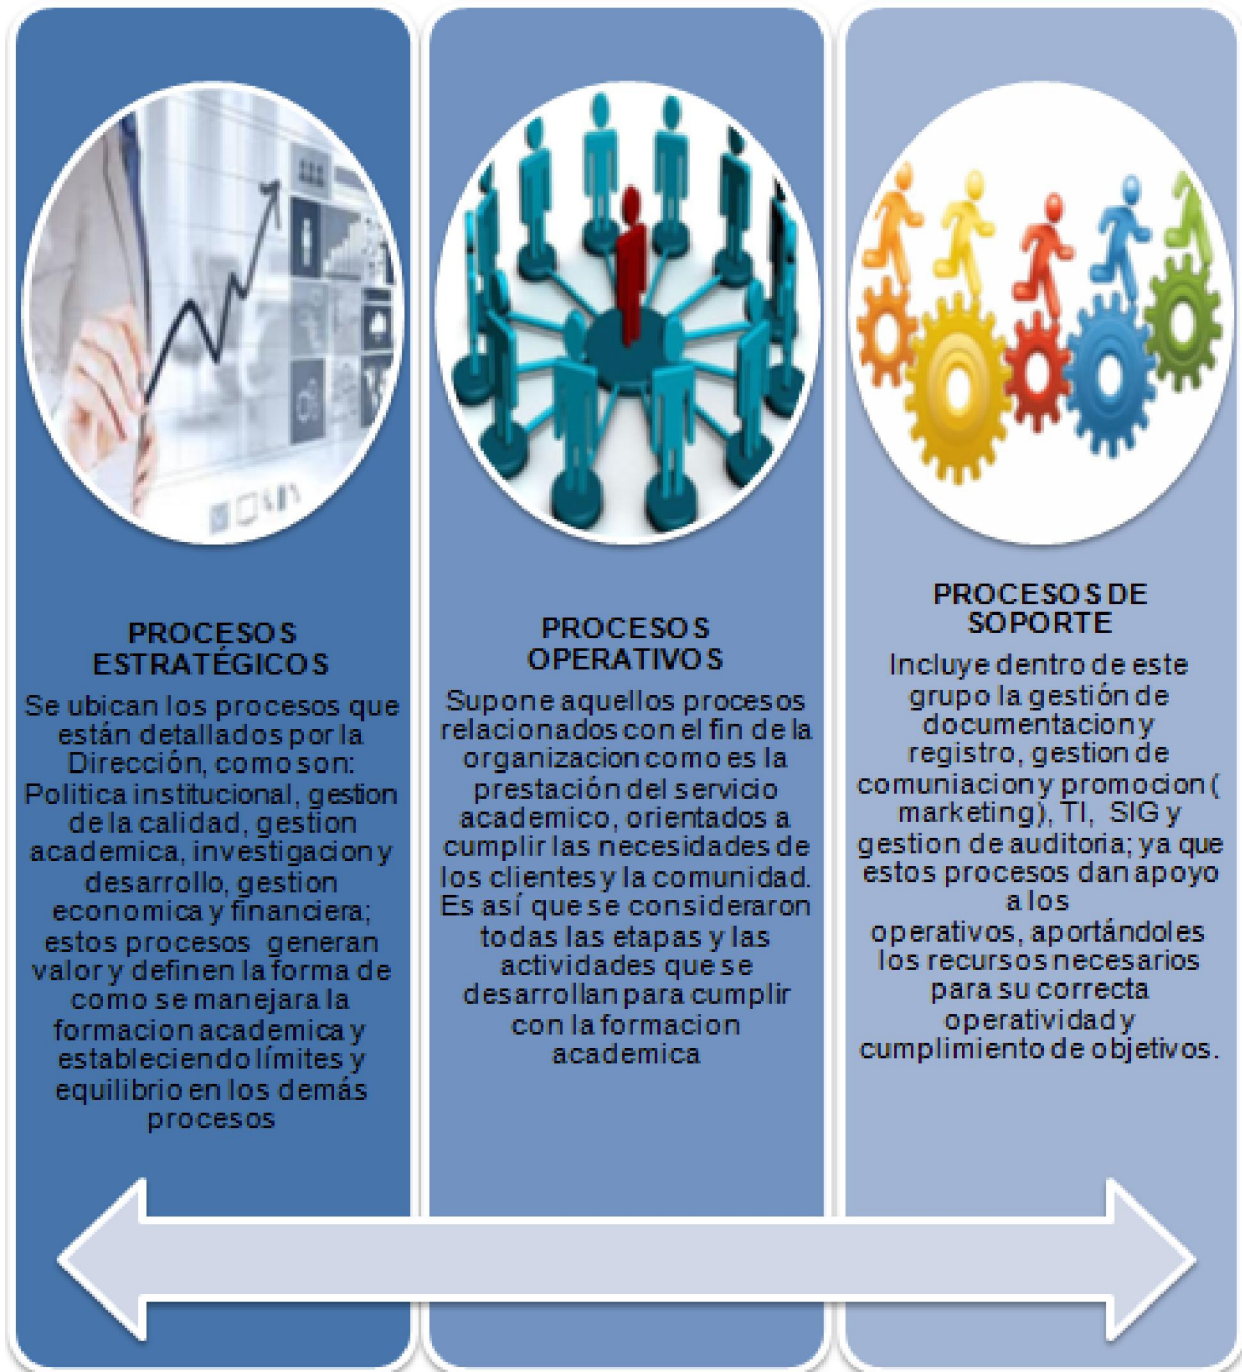 PROCESOS
ESTRATÉGICOS
Se ubican los procesos que
están detallados por la
Dirección, como son:
Politica institucional, gestion
de la calidad, gestion
academica, investigacion y
desarrollo, gestion
economica y financiera;
estos procesos generan
valor y definen la forma de
como se manejara la
formacion academica y
estableciendo límites y
equilibrio en los demás
procesos
PROCESOS
OPERATIVOS
Supone aquellos procesos
relacionados con el fin de la
organizacion como es la
prestación del servicio
academico, orientados a
cumplir las necesidades de
los clientes y la comunidad.
Es así que se consideraron
todas las etapas y las
actividades que se
desarrollan para cumplir
con la formacion
academica
PROCESOS DE
SOPORTE
Incluye dentro de este
grupo la gestión de
documentacion y
registro, gestion de
comuniacion y promocion (
marketing), TI, SIG y
gestion de auditoria; ya que
estos procesos dan apoyo
a los
operativos, aportándoles
los recursos necesarios
para su correcta
operatividad y
cumplimiento de objetivos.